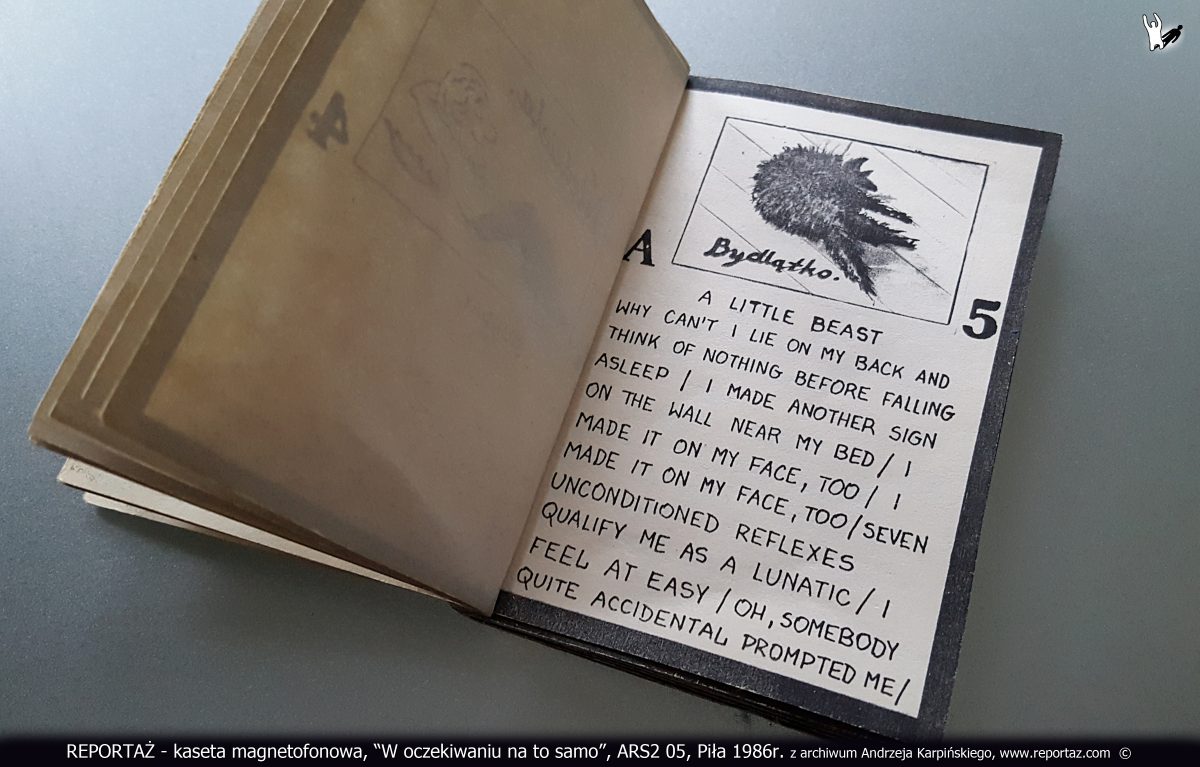 A
Bydlątko.
5
A LITTLE BEAST
WHY CAN'T I LIE ON MY BACK AND
THINK OF NOTHING BEFORE FALLING
ASLEEP / I MADE ANOTHER SIGN
ON THE WALL NEAR MY BED / I
MADE IT ON MY FACE, TOO / I
MADE IT ON MY FACE, TOO/SEVEN
UNCONDITIONED REFLEXES
QUALIFY ME AS A LUNATIC / I
FEEL AT EASY / OH, SOMEBODY
QUITE ACCIDENTAL PROMPTED ME/
REPORTAŻ - kaseta magnetofonowa, “W oczekiwaniu na to samo”, ARS2 05, Piła 1986r. z archiwum Andrzeja Karpińskiego, www.reportaz.com ©